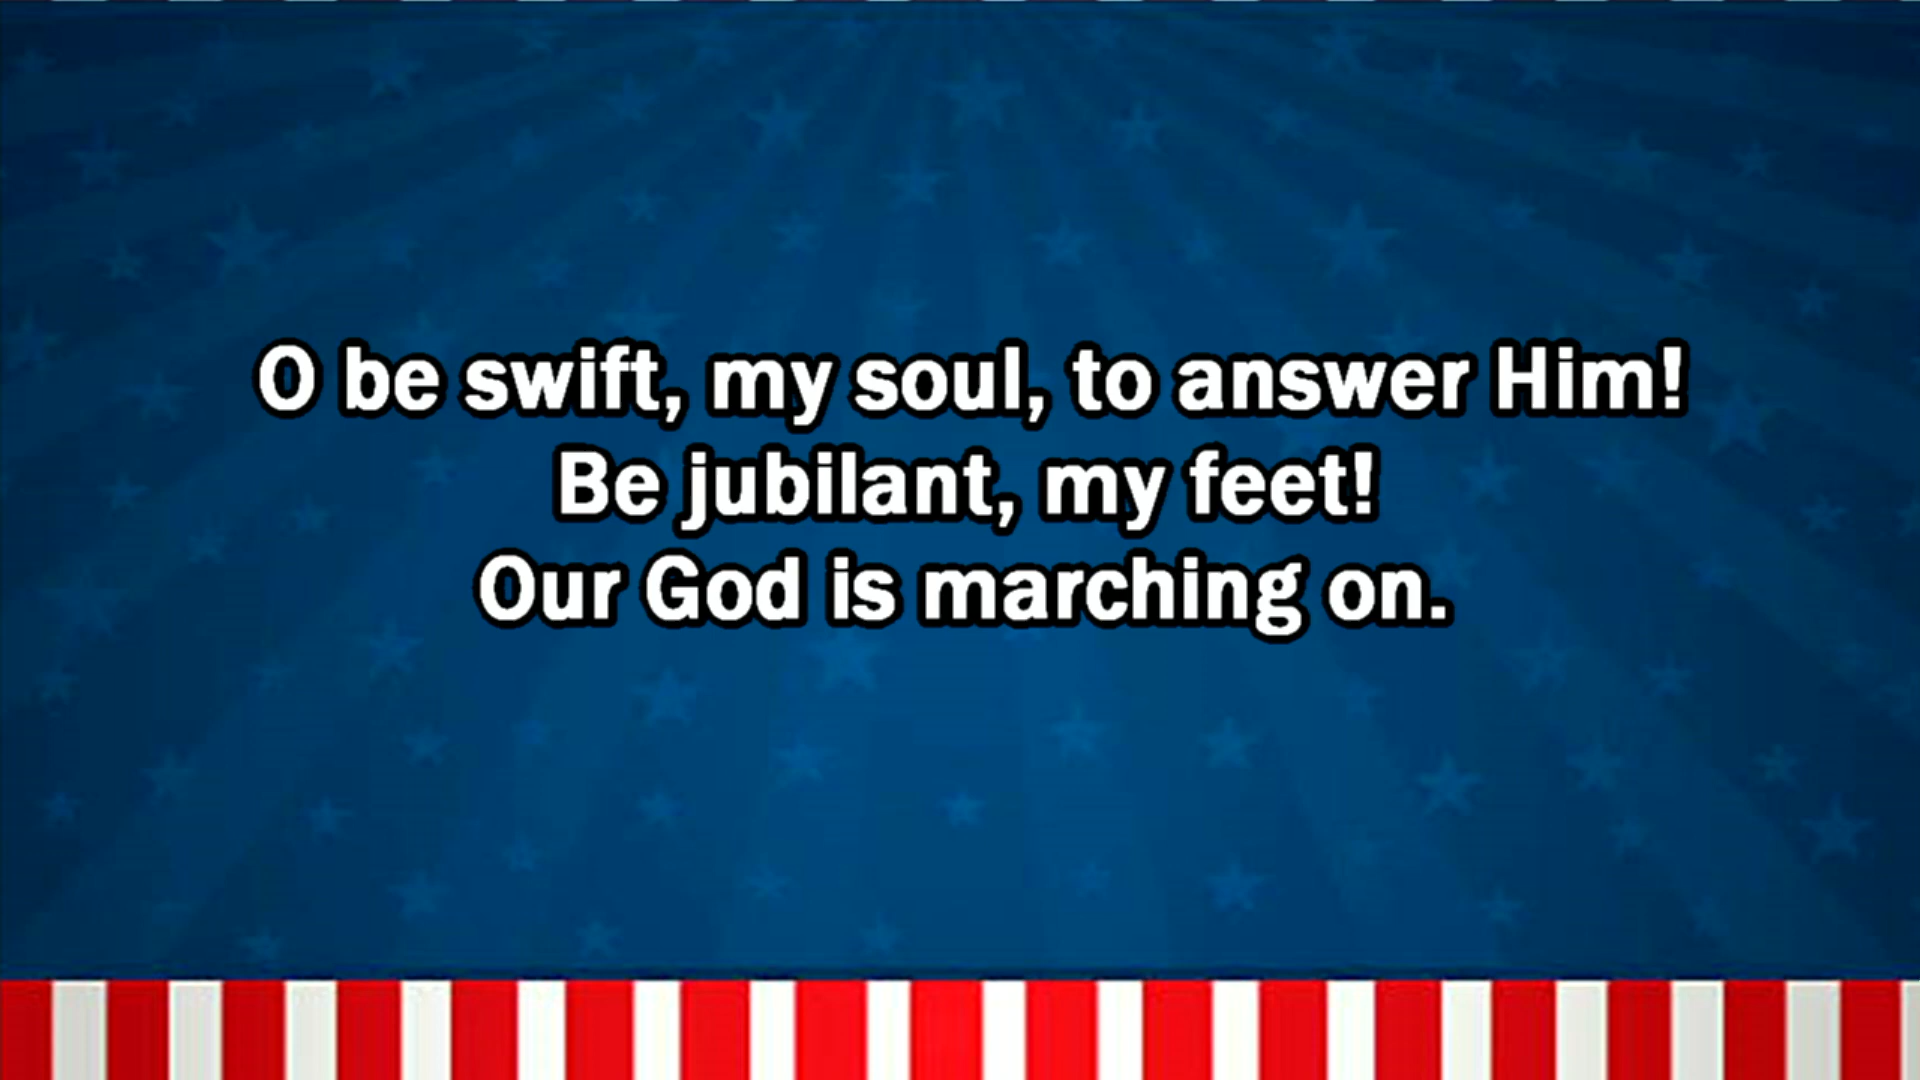 O be swift, my soul, to answer Him!
Be jubilant, my feet!
Our God is marching on.